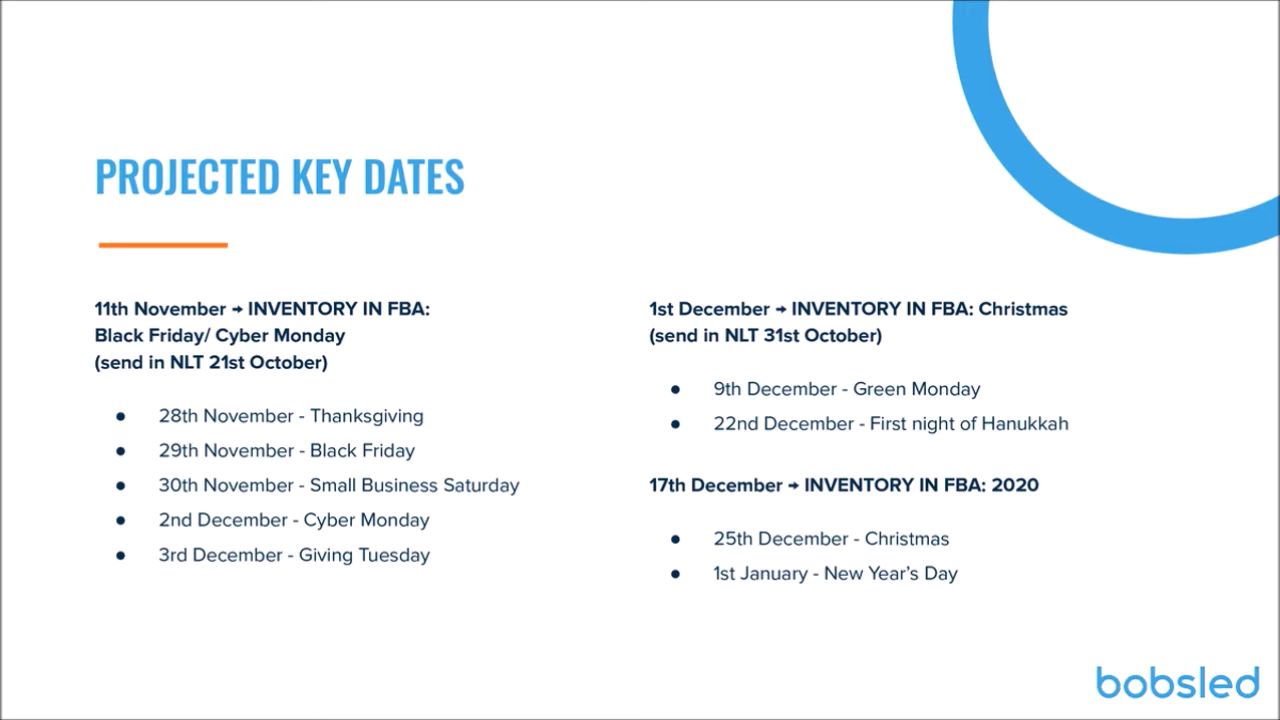 PROJECTED KEY DATES
11th November → INVENTORY IN FBA:
Black Friday/ Cyber Monday
(send in NLT 21st October)
● 28th November - Thanksgiving
● 29th November - Black Friday
● 30th November - Small Business Saturday
● 2nd December - Cyber Monday
● 3rd December - Giving Tuesday
1st December → INVENTORY IN FBA: Christmas
(send in NLT 31st October)
● 9th December - Green Monday
● 22nd December - First night of Hanukkah
17th December → INVENTORY IN FBA: 2020
● 25th December - Christmas
● 1st January - New Year’s Day
bobsled